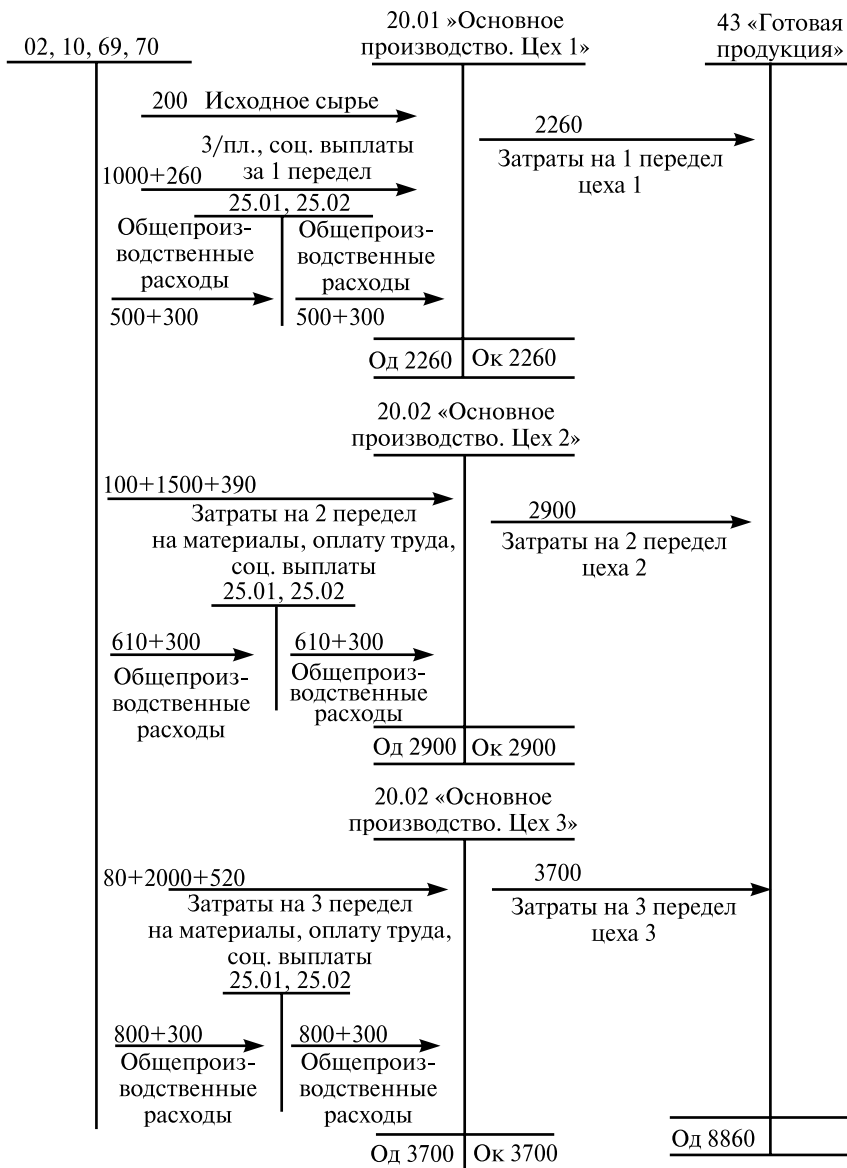 02, 10, 69, 70
20.01 »Основное
производство. Цех 1»
43 «Готовая
продукция»
200 Исходное сырье
З/пл., соц. выплаты
за 1 передел
1000+260
25.01, 25.02
Общепроиз-
водственные
расходы
500+300
Общепроиз-
водственные
расходы
500+300
2260
Затраты на 1 передел
цеха 1
Од 2260
Ок 2260
20.02 «Основное
производство. Цех 2»
100+1500+390
Затраты на 2 передел
на материалы, оплату труда,
соц. выплаты
25.01, 25.02
610+300
Общепроиз-
водственные
расходы
610+300
Общепроиз-
водственные
расходы
2900
Затраты на 2 передел
цеха 2
Од 2900
Ок 2900
20.02 «Основное
производство. Цех 3»
80+2000+520
Затраты на 3 передел
на материалы, оплату труда,
соц. выплаты
25.01, 25.02
800+300
Общепроиз-
водственные
расходы
800+300
Общепроиз-
водственные
расходы
3700
Затраты на 3 передел
цеха 3
Од 3700
Ок 3700
Од 8860